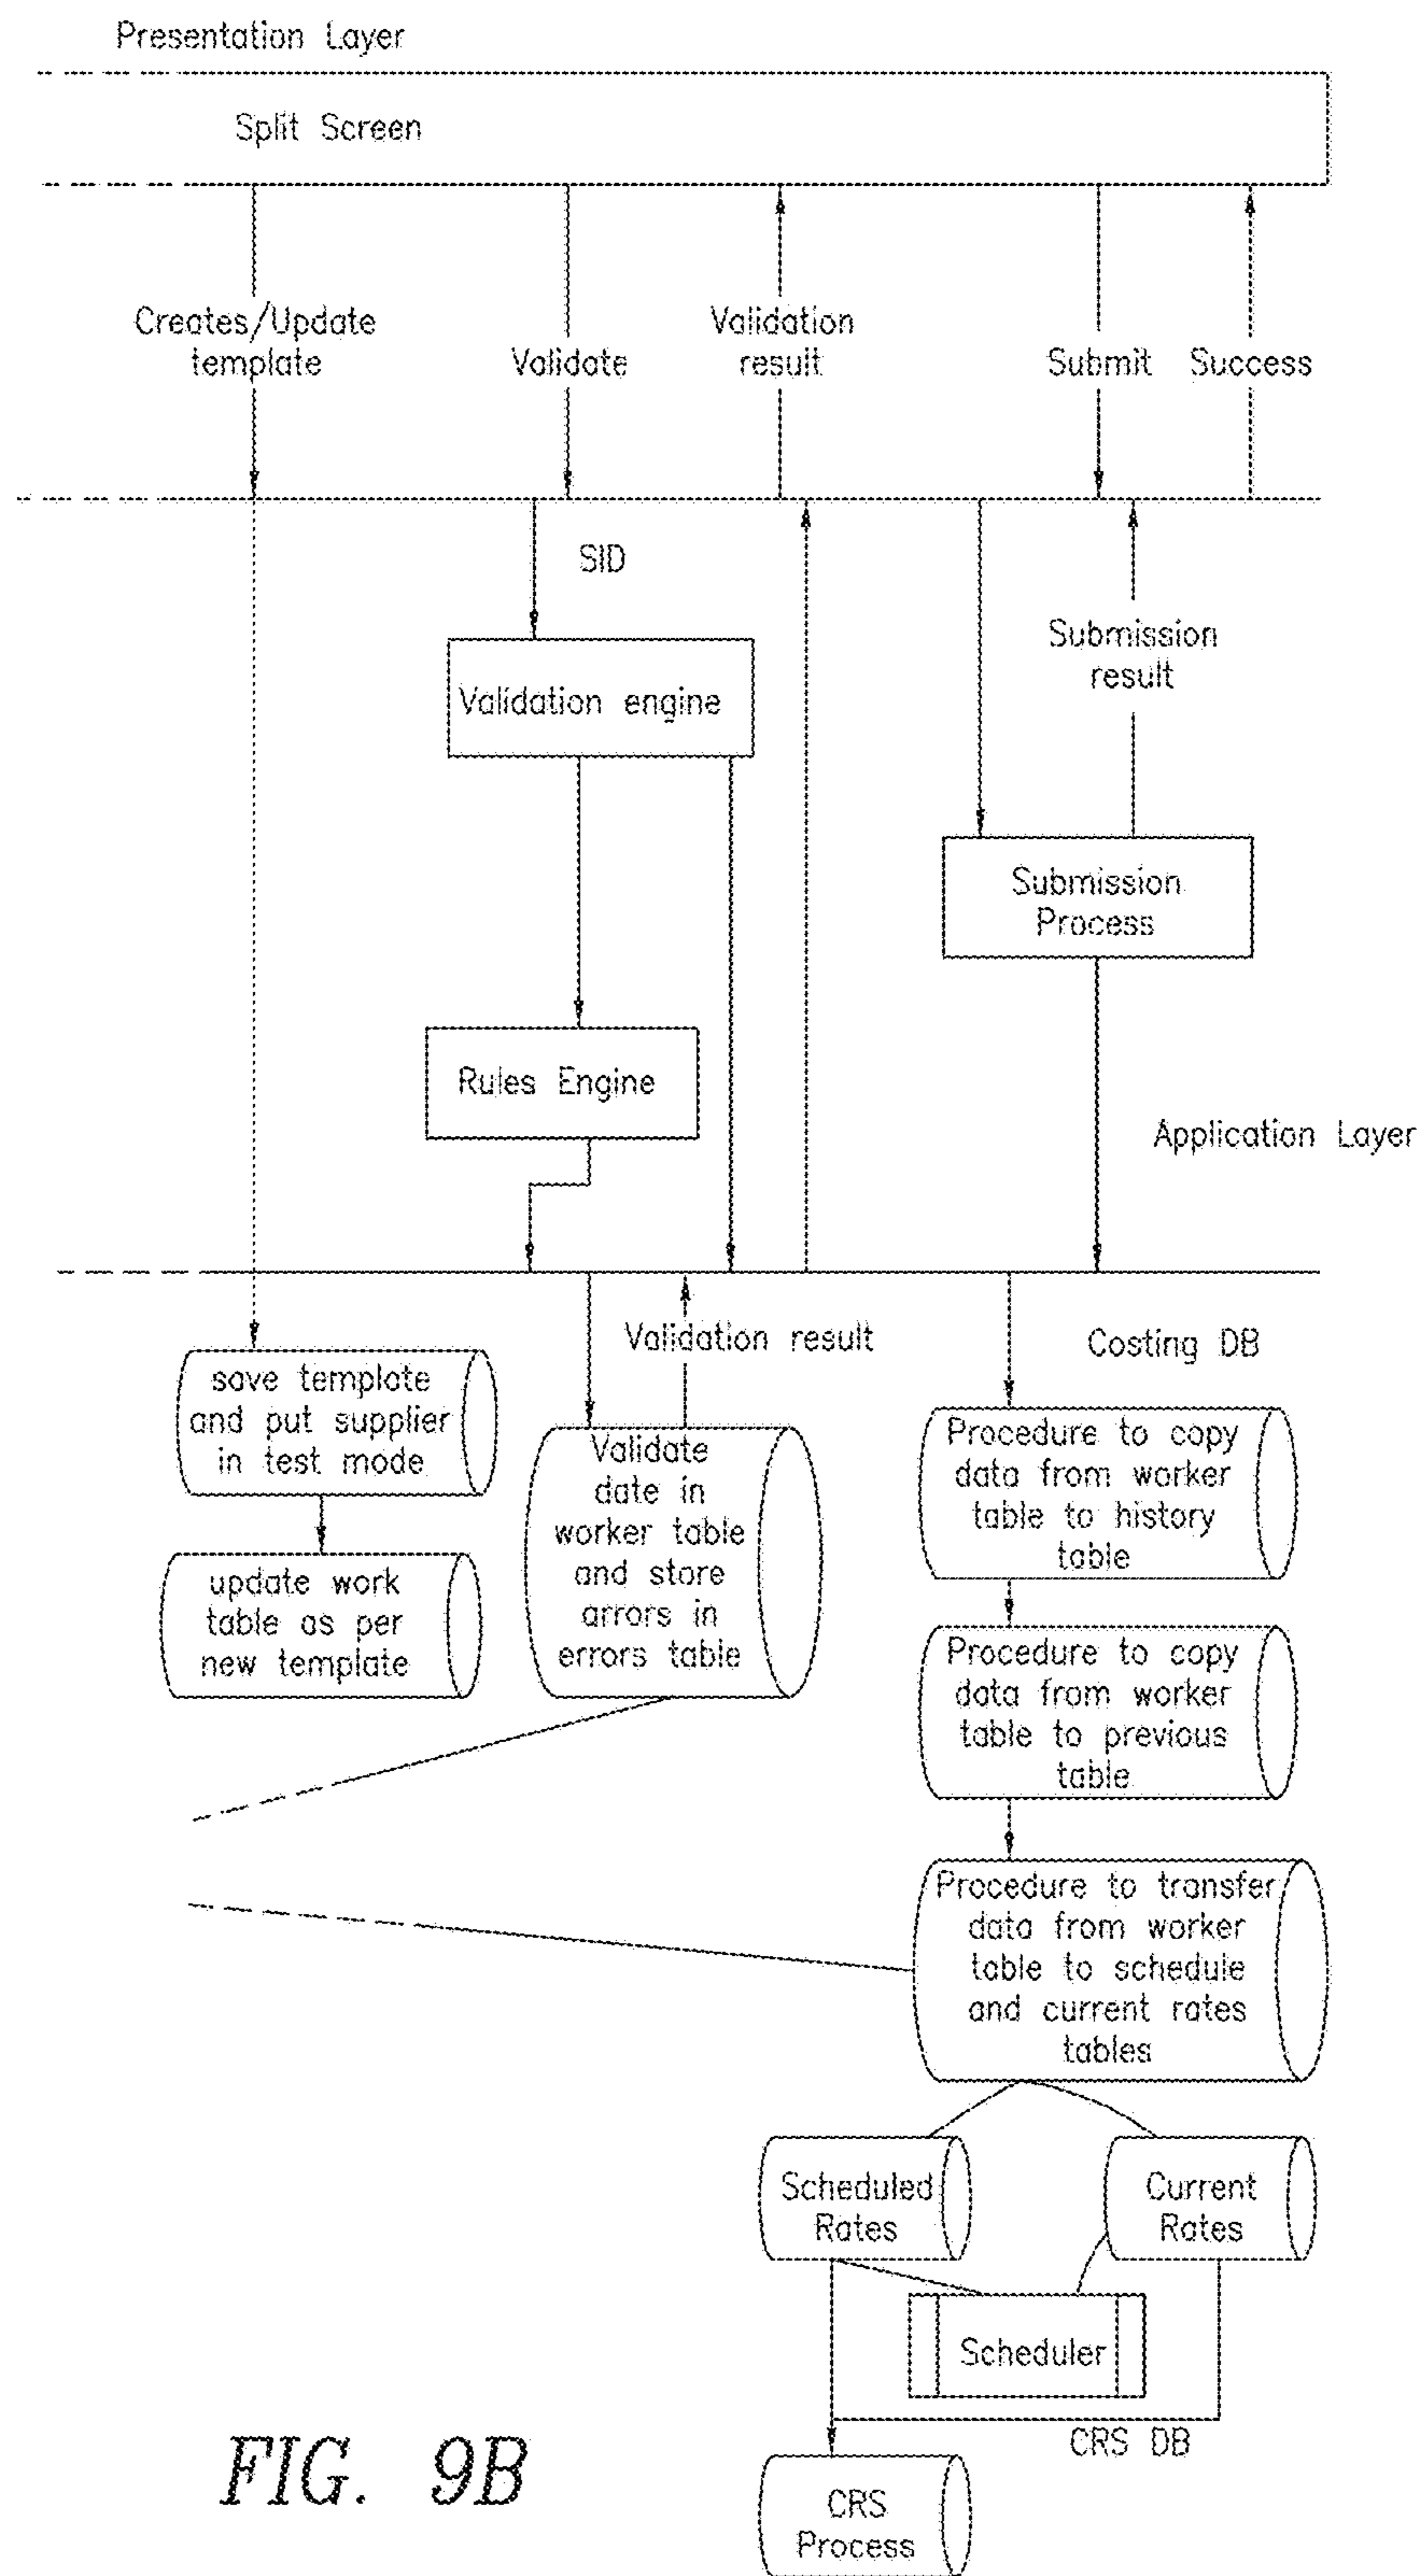 Presentation Layer
Split Screen
Creates/Update
template
Validate
Validation
result
Submit
Success
SID
Validation engine
Submission
result
Submission
Process
Rules Engine
Application Layer
Validation result
Costing DB
save template
and put supplier
in test mode
update work
table as per
new template
Validate
date in
worker table
and store
arrors in
errors table
Procedure to copy
data from worker
table to history
table
Procedure to copy
data from worker
table to previous
table
Procedure to transfer
data from worker
table to schedule
and current rates
tables
Scheduled
Rates
Current
Rates
Scheduler
CRS DB
CRS
Process
FIG. 9B